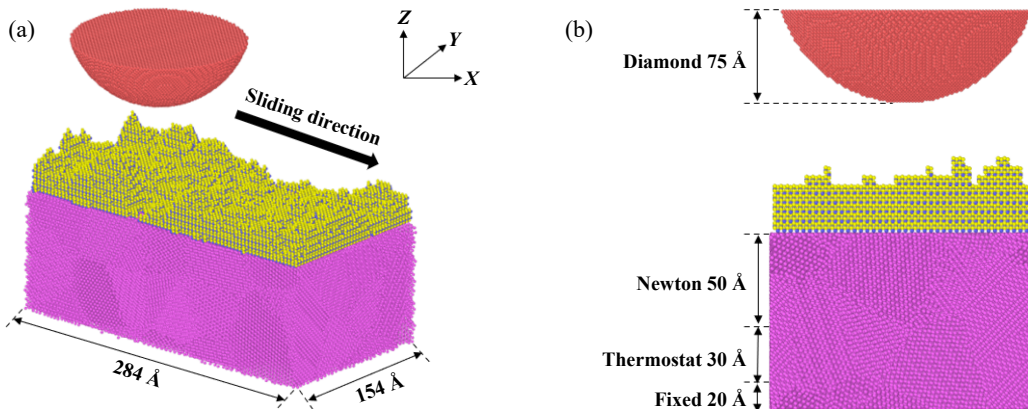 (a)
Z
Y
X
Sliding direction
284 Å
154 Å
(b)
Diamond 75 Å
Newton 50 Å
Thermostat 30 Å
Fixed 20 Å